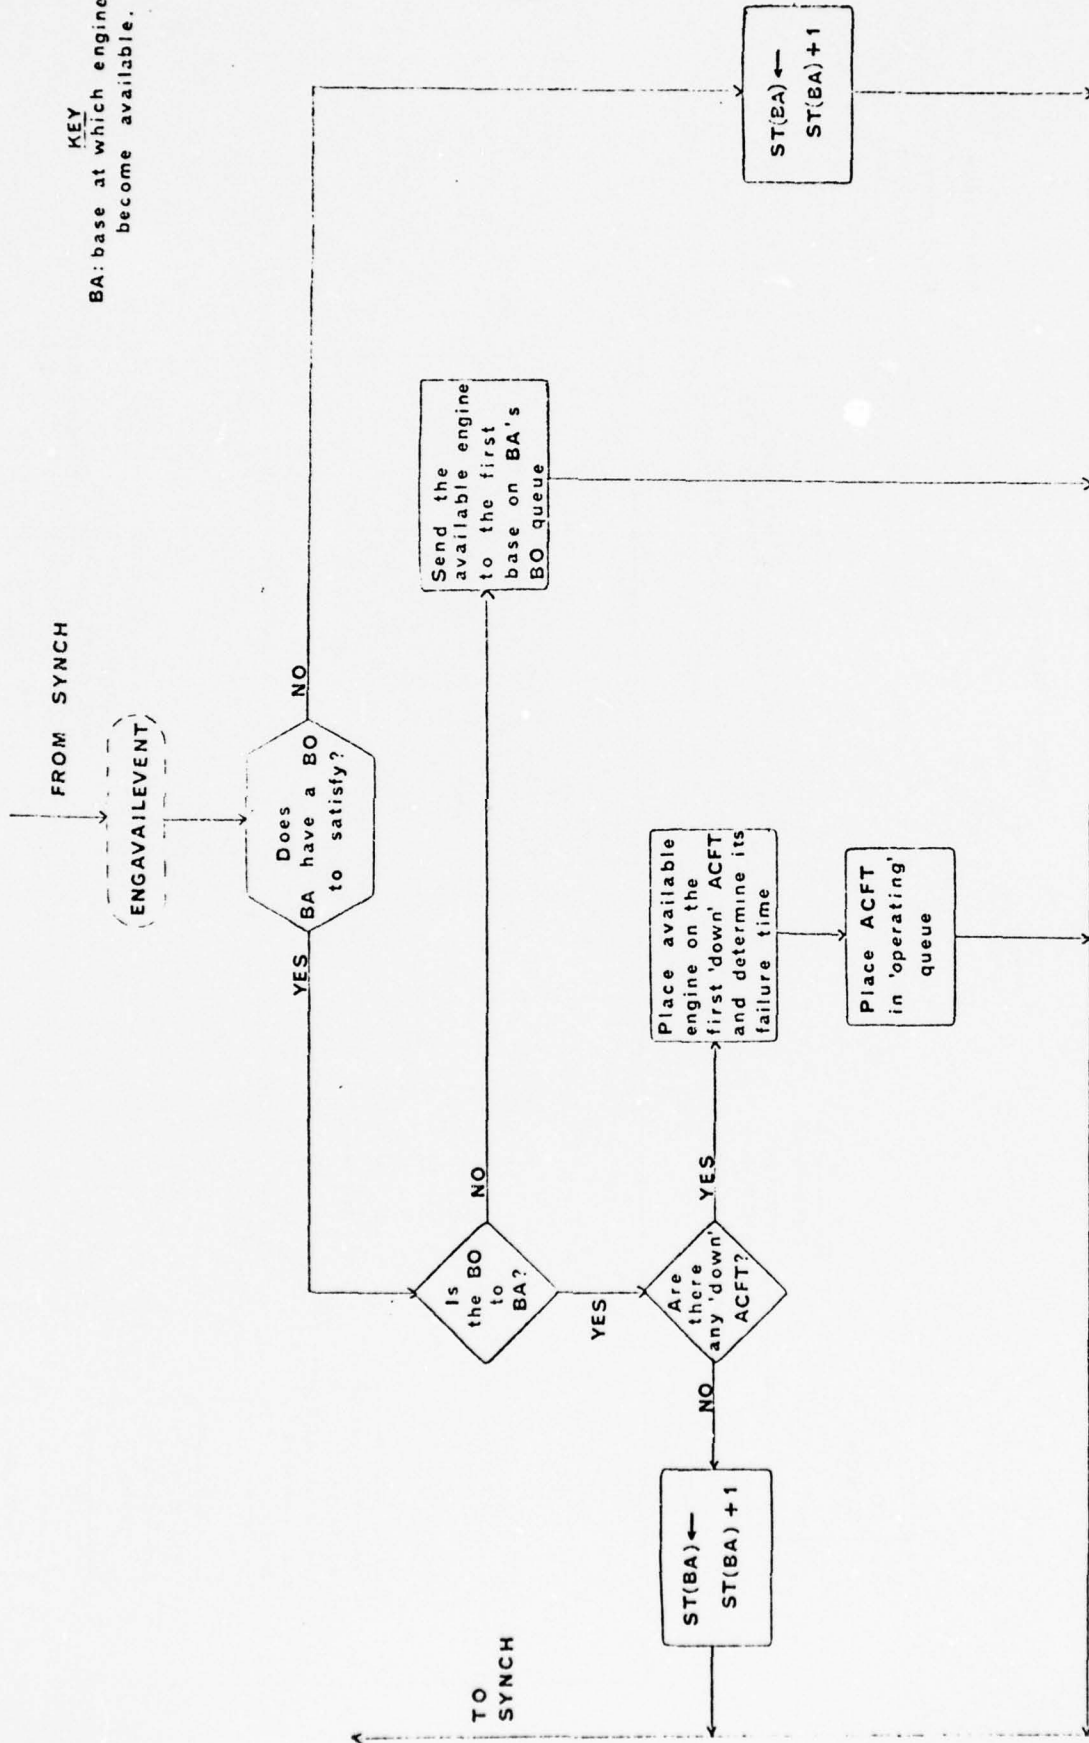 KEY
BA: base at which engine
become available.
FROM SYNCH
ENGAVAILEVENT
Does
BA have a BO
to satisfy?
YES
NO
ST(BA)←
ST(BA)+1
Is
the BO
to
BA?
NO
Send the
available engine
to the first
base on BA's
BO queue
YES
Are
there
any 'down'
ACFT?
YES
Place available
engine on the
first 'down' ACFT
and determine its
failure time
Place ACFT
in 'operating'
queue
NO
ST(BA)←
ST(BA) + 1
TO
SYNCH